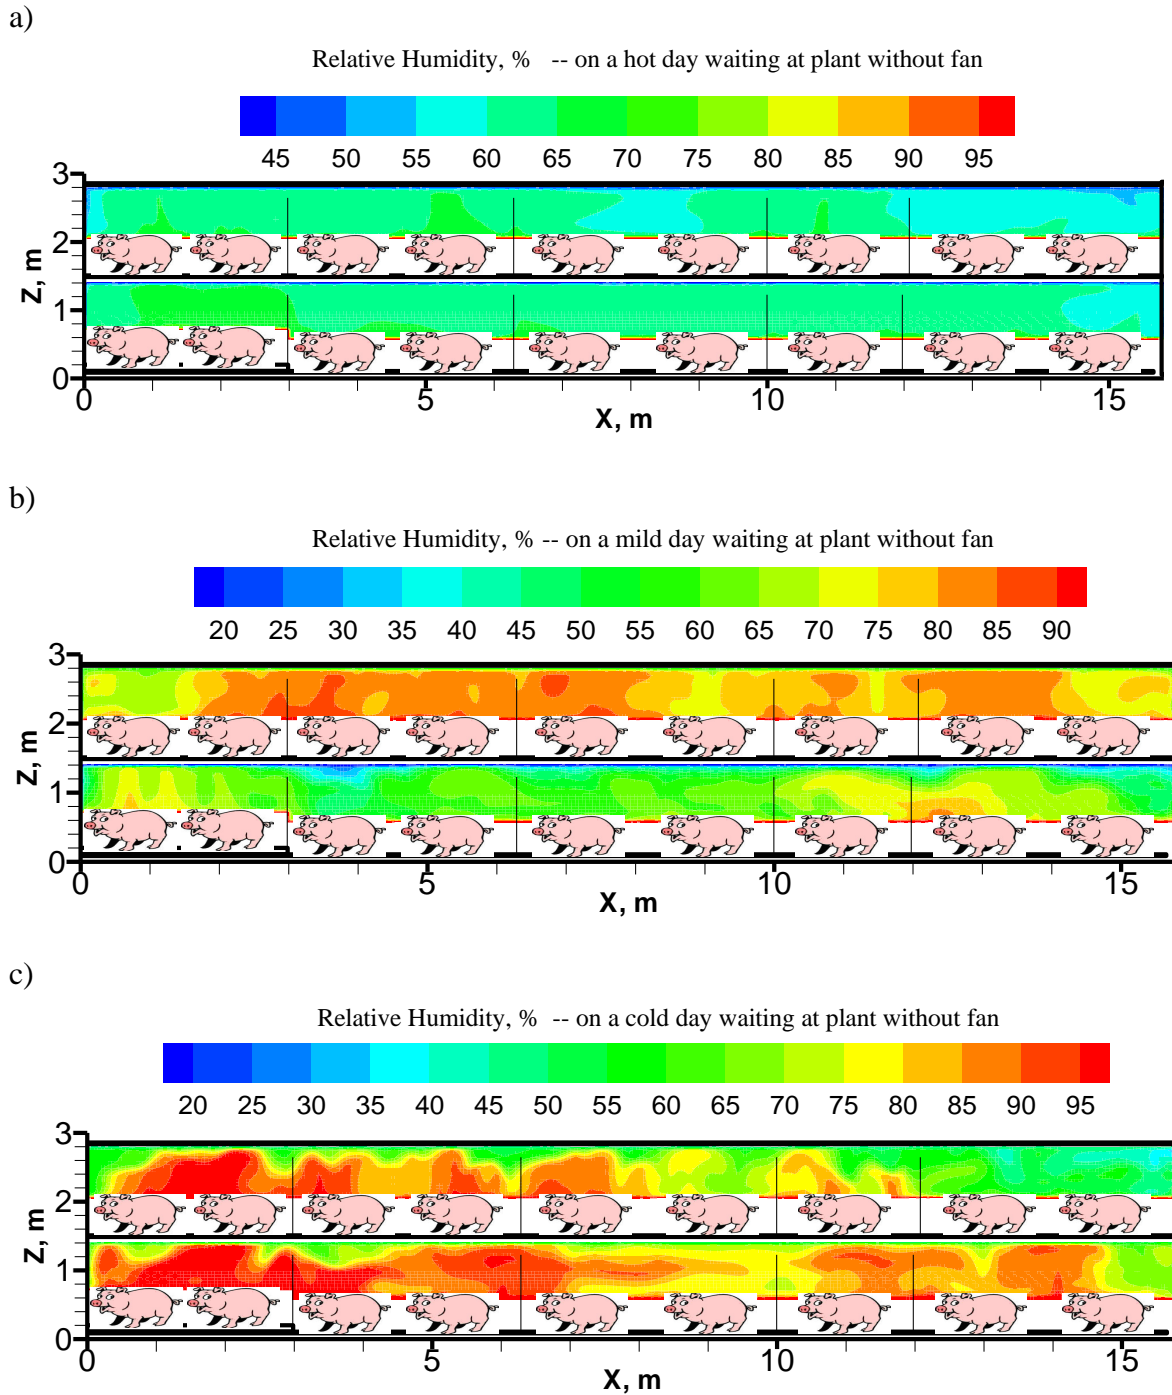 a)
Relative Humidity, % -- on a hot day waiting at plant without fan
45 50 55 60 65 70 75 80 85 90 95
3
2
1
0
Z, m
0 5 10 15
X, m
b)
Relative Humidity, % -- on a mild day waiting at plant without fan
20 25 30 35 40 45 50 55 60 65 70 75 80 85 90
3
2
1
0
Z, m
0 5 10 15
X, m
c)
Relative Humidity, % -- on a cold day waiting at plant without fan
20 25 30 35 40 45 50 55 60 65 70 75 80 85 90 95
3
2
1
0
Z, m
0 5 10 15
X, m